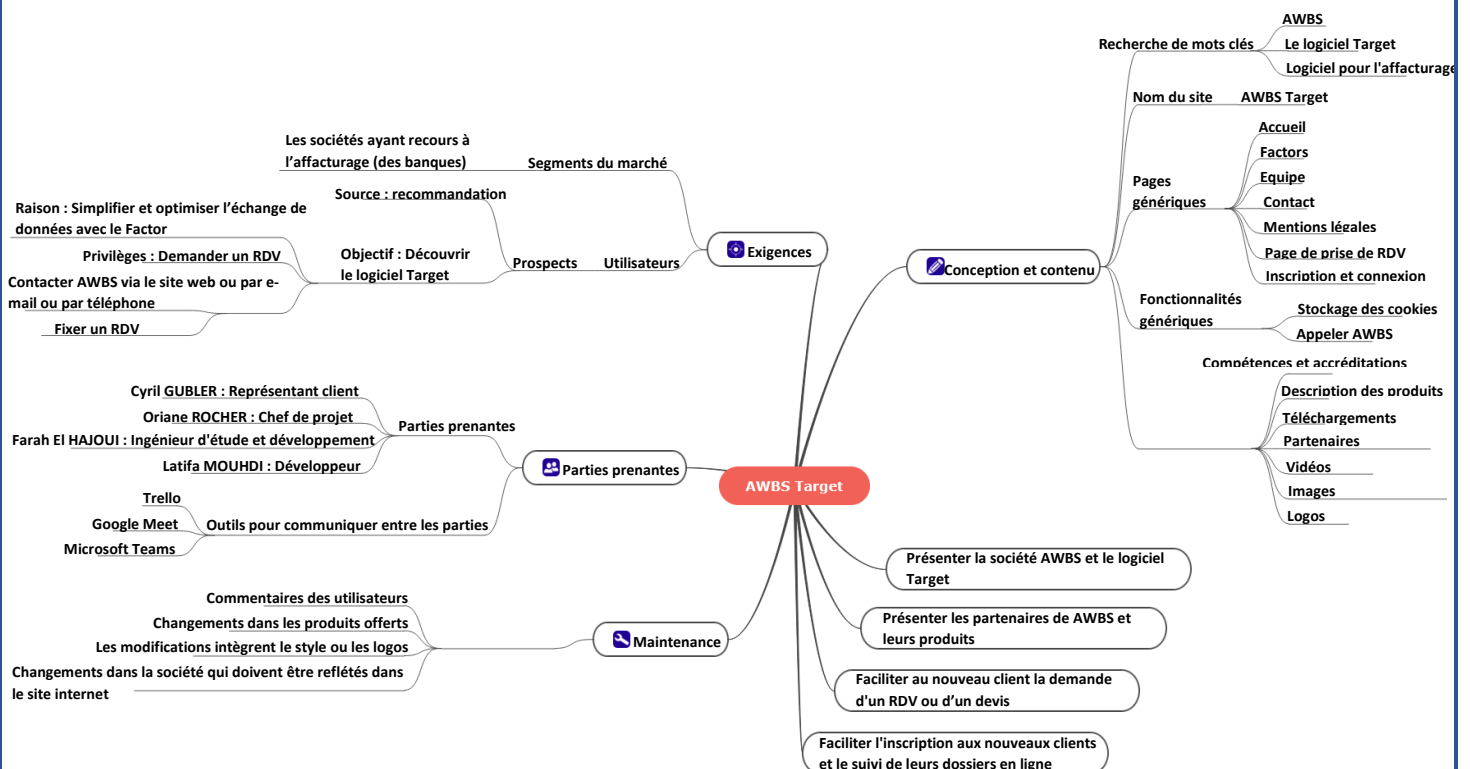 AWBS Target
Exigences
Segments du marché
Les sociétés ayant recours à
l’affacturage (des banques)
Utilisateurs
Prospects
Source : recommandation
Objectif : Découvrir
le logiciel Target
Raison : Simplifier et optimiser l’échange de
données avec le Factor
Privilèges : Demander un RDV
Contacter AWBS via le site web ou par e-
mail ou par téléphone
Fixer un RDV
Parties prenantes
Parties prenantes
Cyril GUBLER : Représentant client
Oriane ROCHER : Chef de projet
Farah El HAJOUI : Ingénieur d'étude et développement
Latifa MOUHDI : Développeur
Outils pour communiquer entre les parties
Trello
Google Meet
Microsoft Teams
Maintenance
Commentaires des utilisateurs
Changements dans les produits offerts
Les modifications intègrent le style ou les logos
Changements dans la société qui doivent être reflétés dans
le site internet
Conception et contenu
Recherche de mots clés
AWBS
Le logiciel Target
Logiciel pour l'affacturage
Nom du site
AWBS Target
Pages
génériques
Accueil
Factors
Equipe
Contact
Mentions légales
Page de prise de RDV
Inscription et connexion
Fonctionnalités
génériques
Stockage des cookies
Appeler AWBS
Compétences et accréditations
Description des produits
Téléchargements
Partenaires
Vidéos
Images
Logos
Présenter la société AWBS et le logiciel
Target
Présenter les partenaires de AWBS et
leurs produits
Faciliter au nouveau client la demande
d'un RDV ou d’un devis
Faciliter l'inscription aux nouveaux clients
et le suivi de leurs dossiers en ligne